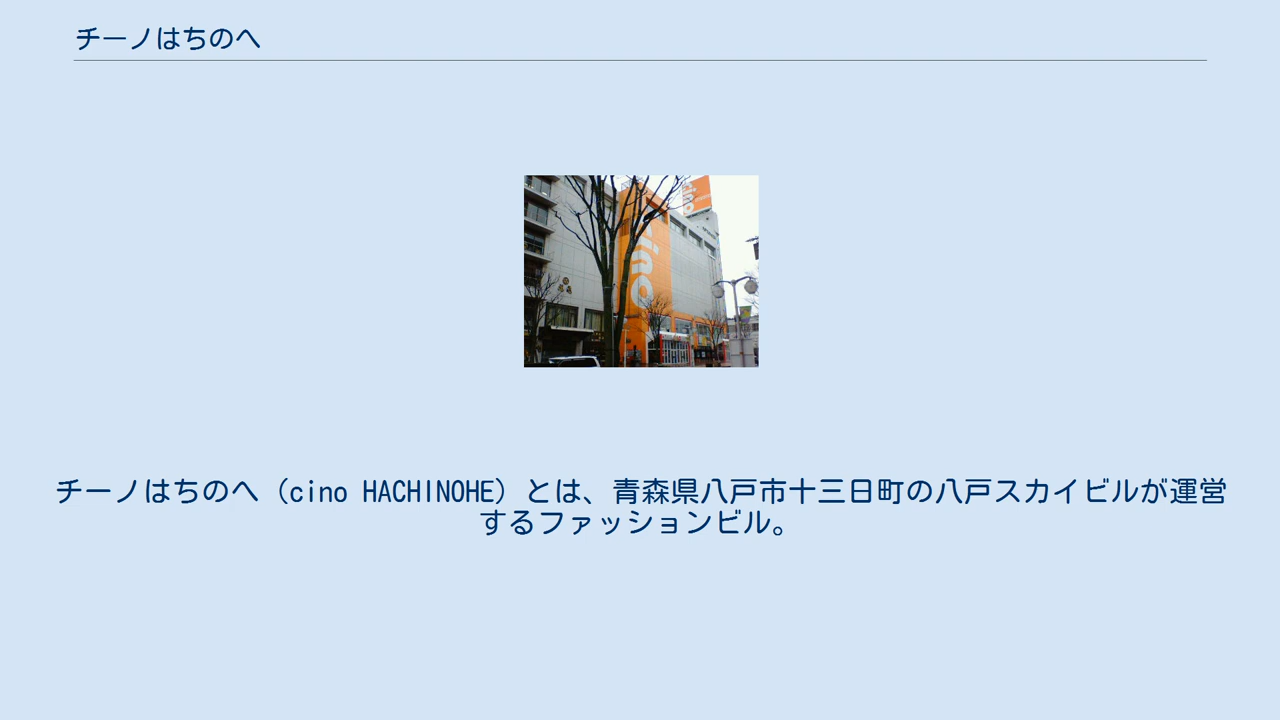 チーノはちのへ
cino
cino
チーノはちのへ（cino HACHINOHE）とは、青森県八戸市十三日町の八戸スカイビルが運営
するファッションビル。